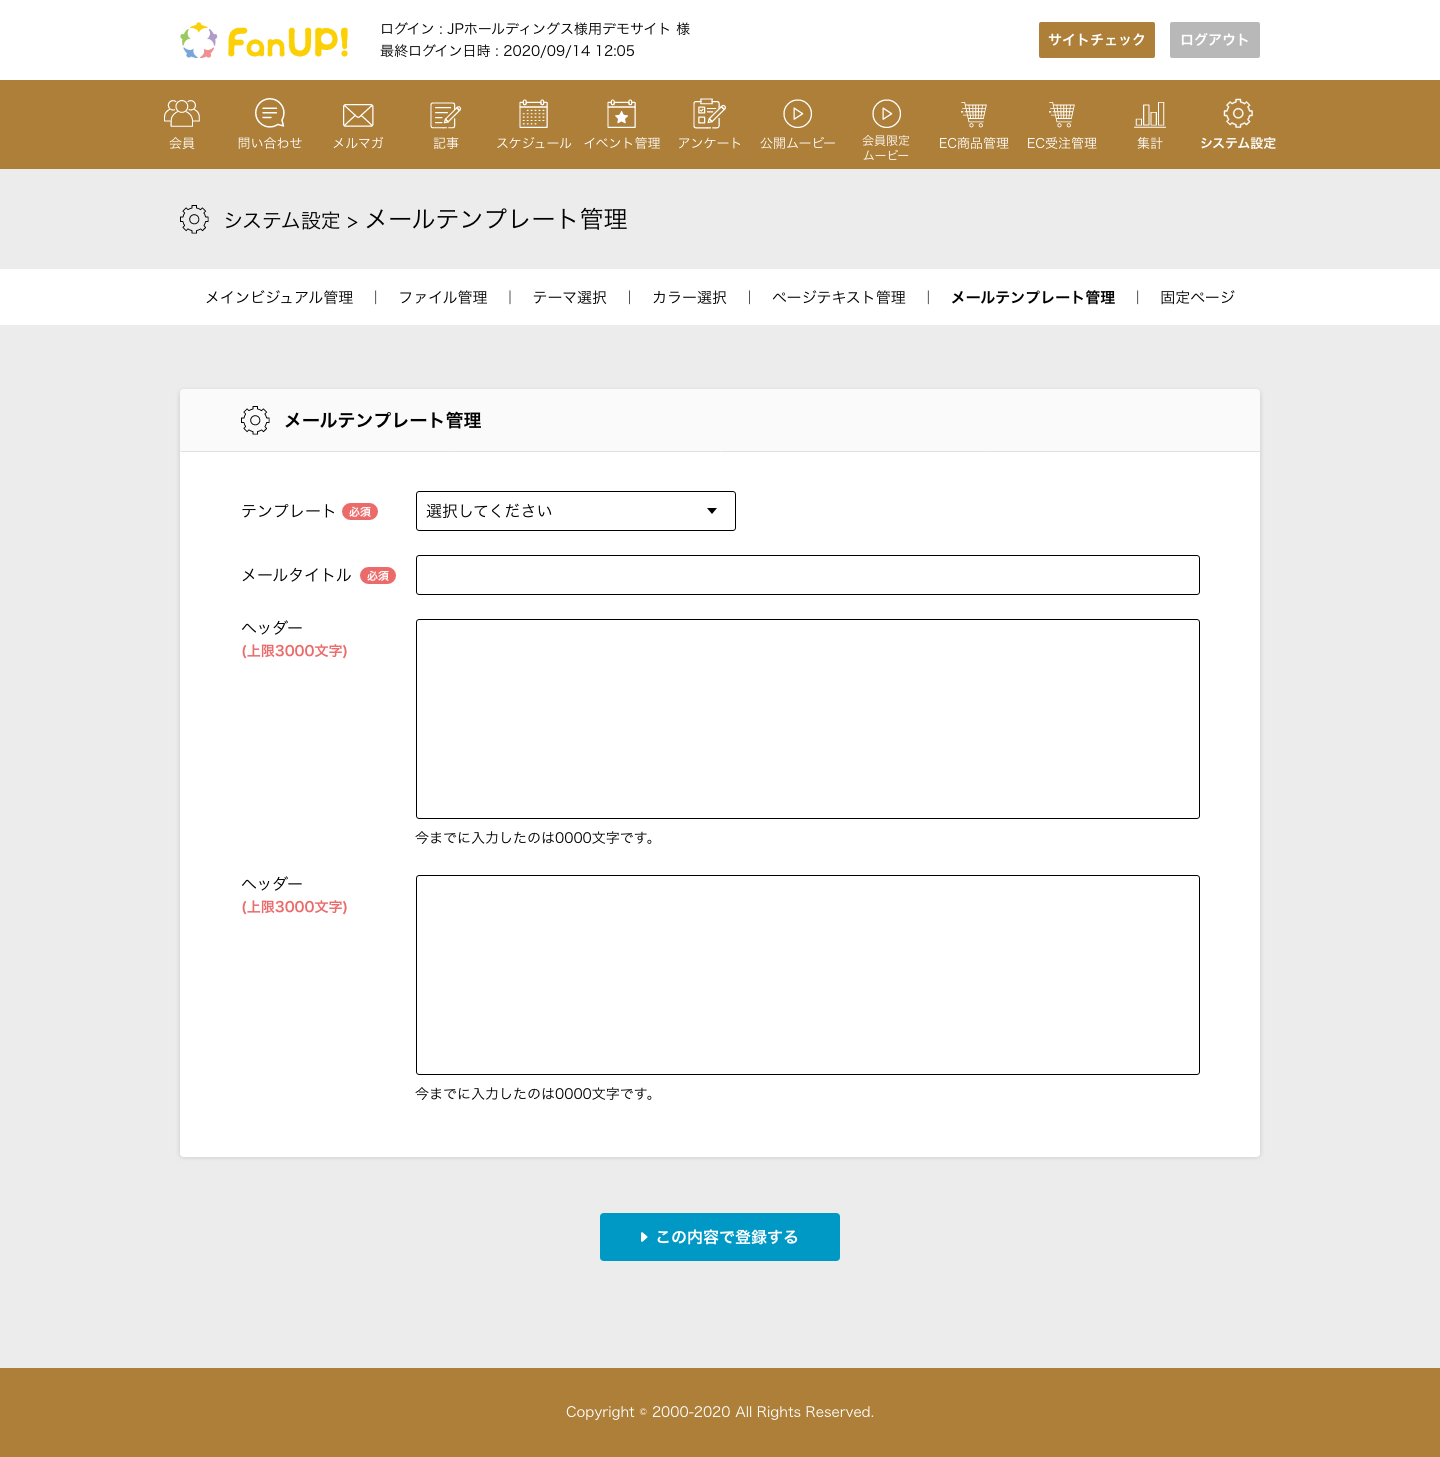 FanUP!
ログイン : JPホールディングス様用デモサイト 様
最終ログイン日時 : 2020/09/14 12:05
サイトチェック
ログアウト
会員
問い合わせ
メルマガ
記事
スケジュール
イベント管理
アンケート
公開ムービー
会員限定
ムービー
EC商品管理
EC受注管理
集計
システム設定
システム設定 > メールテンプレート管理
メインビジュアル管理 | ファイル管理 | テーマ選択 | カラー選択 | ページテキスト管理 | メールテンプレート管理 | 固定ページ
メールテンプレート管理
テンプレート 必須
選択してください
メールタイトル 必須
ヘッダー
(上限3000文字)
今までに入力したのは0000文字です。
ヘッダー
(上限3000文字)
今までに入力したのは0000文字です。
この内容で登録する
Copyright © 2000-2020 All Rights Reserved.